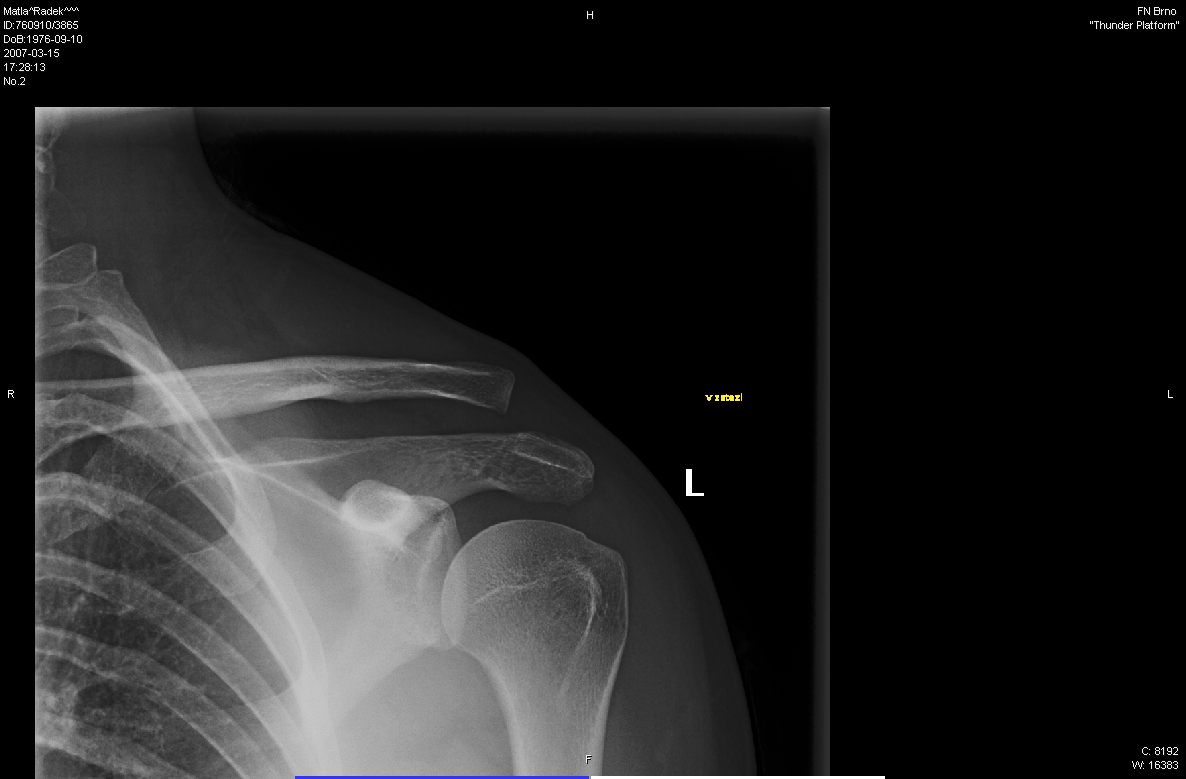 Matla^Radek^^^
ID:760910/3865
DoB:1976-09-10
2007-03-15
17:28:13
No.2
H
FN Brno
"Thunder Platform"
R
v zatezi
L
L
F
C: 8192
W: 16383